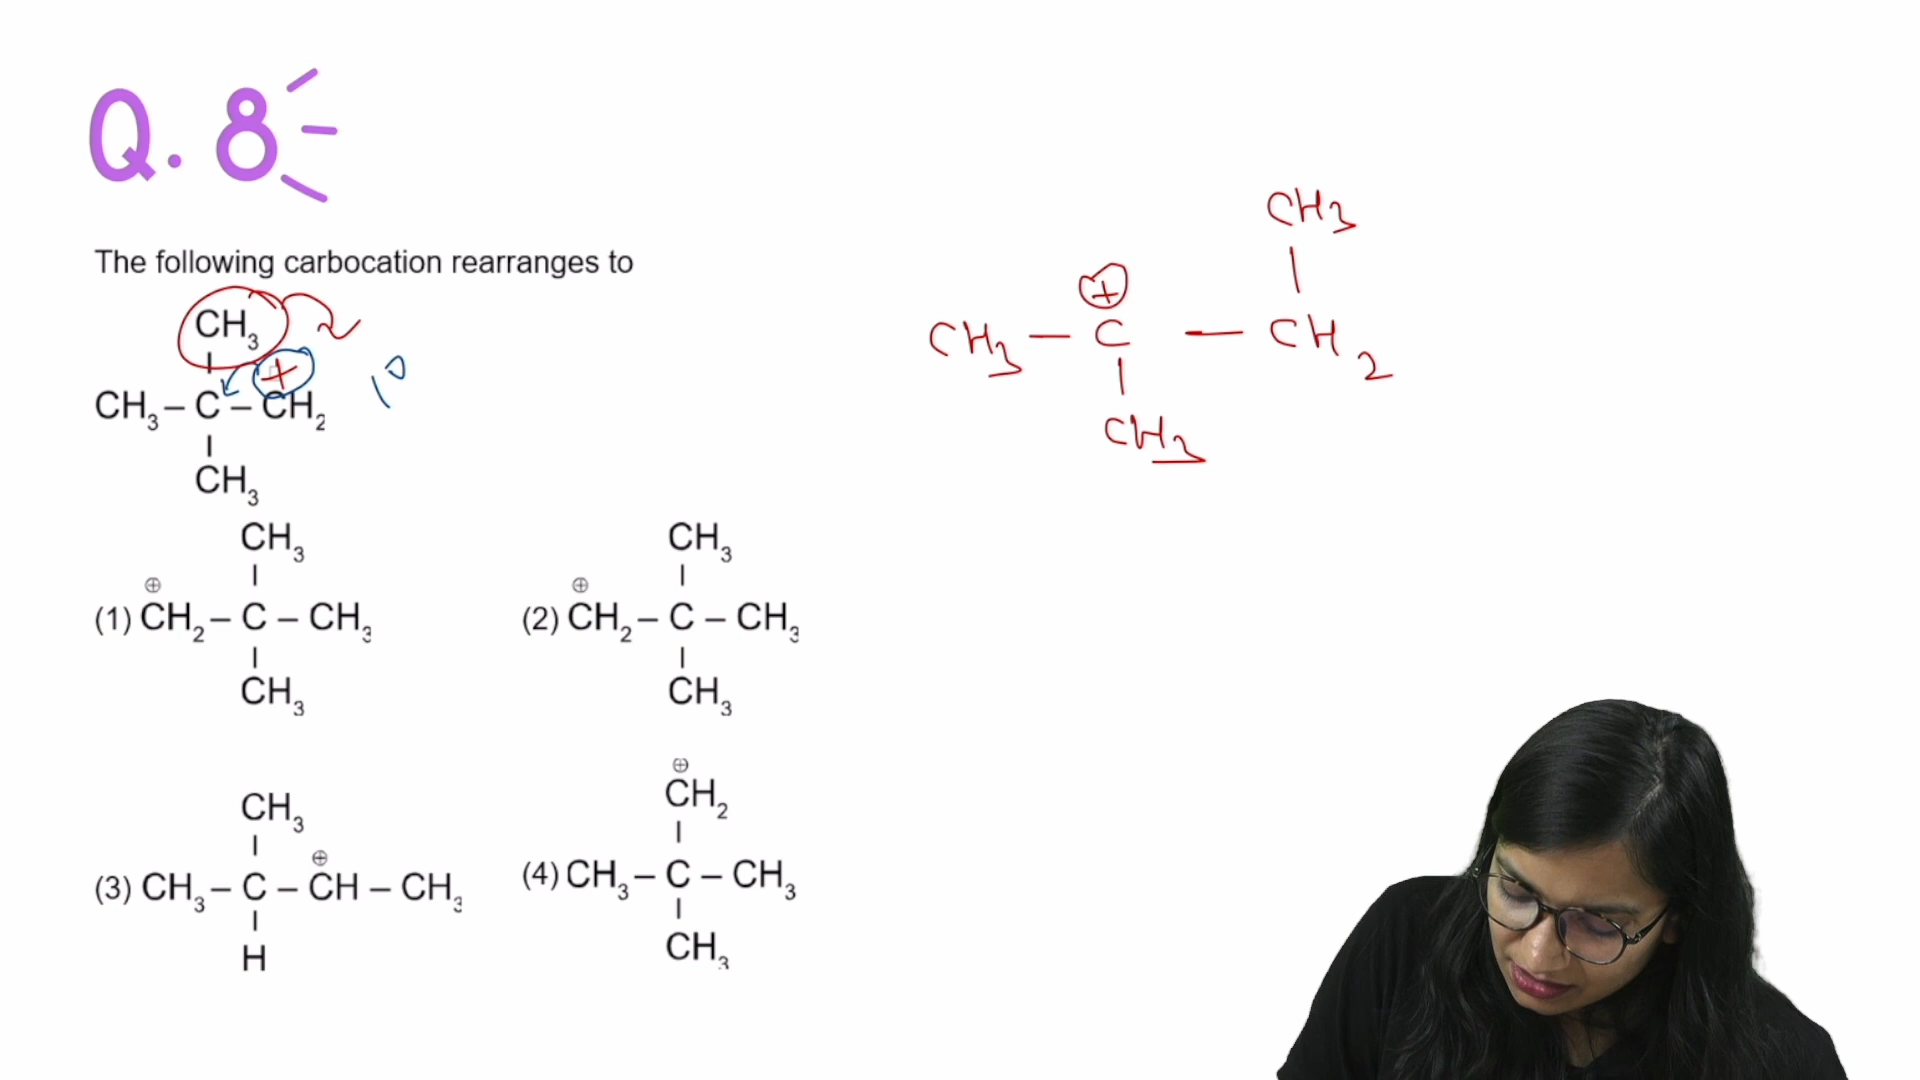 Q. 8
The following carbocation rearranges to
CH₃
+
CH₃ – C – CH₂
1°
CH₃
CH₃
⊕
CH₃ — C — CH₂
CH₃
CH₃
⊕
(1) CH₂ – C – CH₃
CH₃
CH₃
⊕
(2) CH₂ – C – CH₃
CH₃
CH₃
⊕
(3) CH₃ – C – CH – CH₃
H
⊕
CH₂
(4) CH₃ – C – CH₃
CH₃